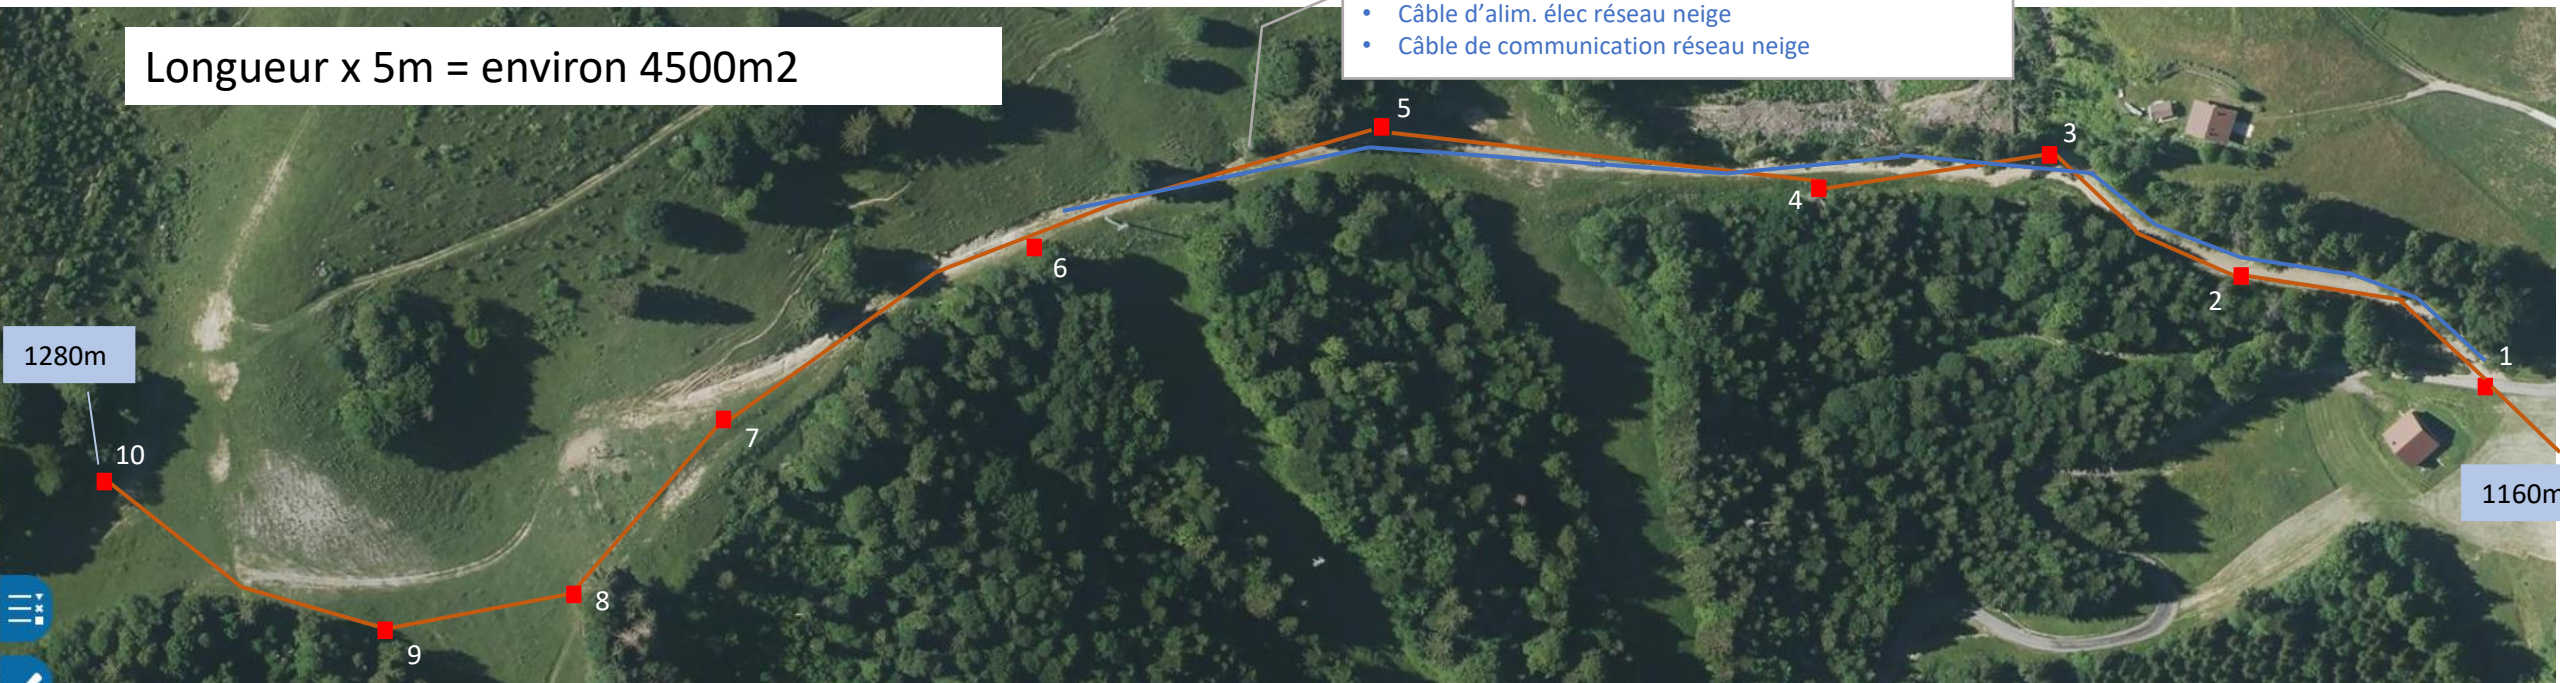 Câble d’alim. élec réseau neige
Câble de communication réseau neige
Longueur x 5m = environ 4500m2
5
3
4
6
2
1280m
1
7
10
1160m
8
9